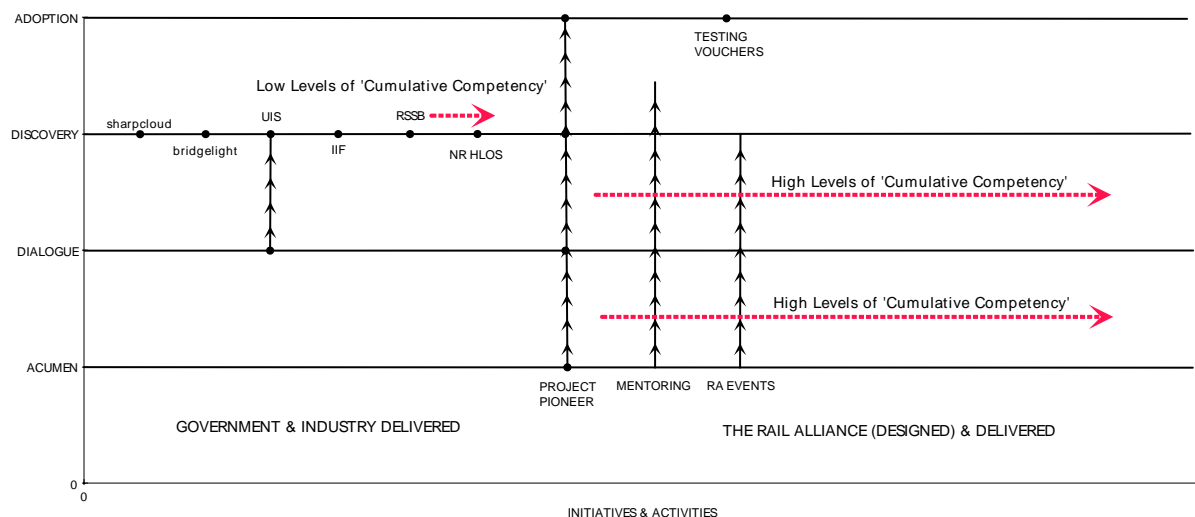 ADOPTION
TESTING
VOUCHERS
Low Levels of 'Cumulative Competency'
sharpcloud
UIS
RSSB
DISCOVERY
bridgelight
IIF
NR HLOS
High Levels of 'Cumulative Competency'
DIALOGUE
High Levels of 'Cumulative Competency'
ACUMEN
PROJECT
PIONEER
MENTORING
RA EVENTS
GOVERNMENT & INDUSTRY DELIVERED
THE RAIL ALLIANCE (DESIGNED) & DELIVERED
0
0
INITIATIVES & ACTIVITIES